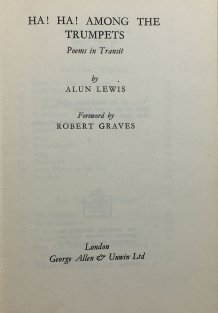 HA! HA! AMONG THE
TRUMPETS
Poems in Transit
by
ALUN LEWIS
Foreword by
ROBERT GRAVES
London
George Allen & Unwin Ltd